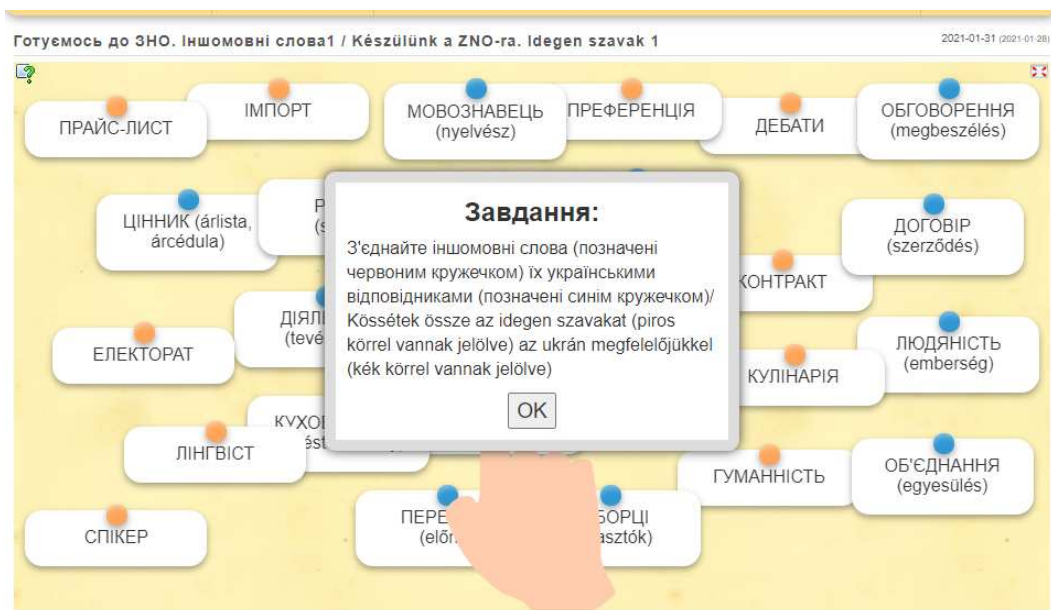 Готуємось до ЗНО. Іншомовні слова1 / Készülünk a ZNO-ra. Idegen szavak 1
2021-01-31 (2021-01-28)
ПРАЙС-ЛИСТ
ІМПОРТ
МОВОЗНАВЕЦЬ
(nyelvész)
ПРЕФЕРЕНЦІЯ
ДЕБАТИ
ОБГОВОРЕННЯ
(megbeszélés)
ЦІННИК (árlista,
árcédula)
ДОГОВІР
(szerződés)
КОНТРАКТ
Завдання:
З'єднайте іншомовні слова (позначені
червоним кружечком) їх українськими
відповідниками (позначені синім кружечком)/
Kössétek össze az idegen szavakat (piros
körrel vannak jelölve) az ukrán megfelelőjükkel
(kék körrel vannak jelölve)
OK
ЕЛЕКТОРАТ
ЛЮДЯНІСТЬ
(emberség)
КУЛІНАРІЯ
ЛІНГВІСТ
ГУМАННІСТЬ
ОБ'ЄДНАННЯ
(egyesülés)
СПІКЕР